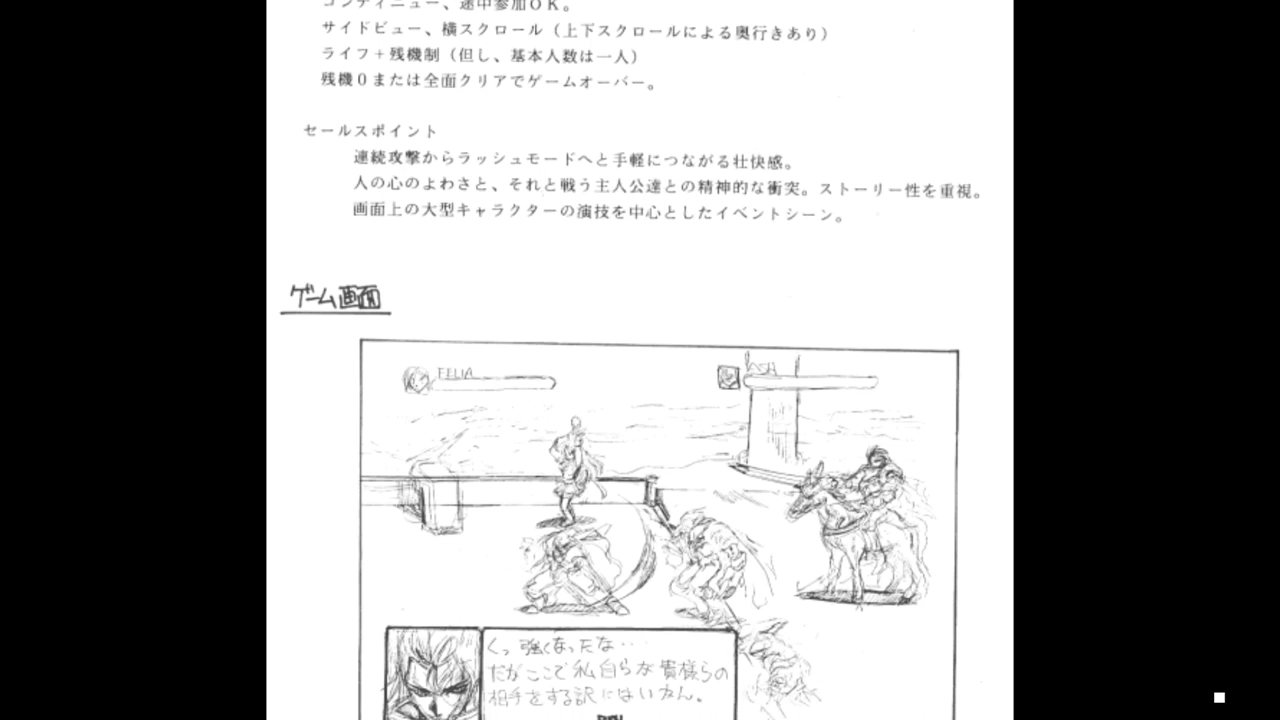 コンティニュー、途中参加ＯＫ。
サイドビュー、横スクロール（上下スクロールによる奥行きあり）
ライフ＋残機制（但し、基本人数は一人）
残機０または全面クリアでゲームオーバー。
セールスポイント
連続攻撃からラッシュモードへと手軽につながる壮快感。
人の心のよわさと、それと戦う主人公達との精神的な衝突。ストーリー性を重視。
画面上の大型キャラクターの演技を中心としたイベントシーン。
ゲーム画面
FELIA
くっ 強くなったな‥
だがここで私自らが貴様らの
相手をする訳にはいかん。